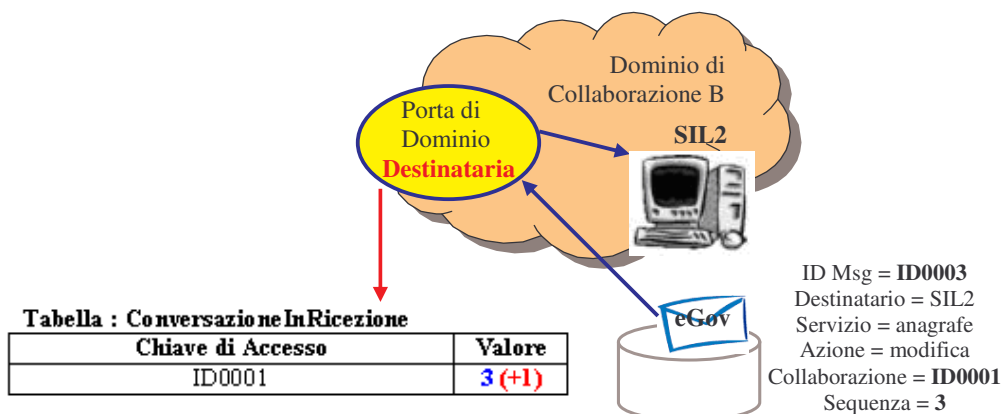 Dominio di
Collaborazione B
Porta di
Dominio
Destinataria
SIL2
eGov
ID Msg = ID0003
Destinatario = SIL2
Servizio = anagrafe
Azione = modifica
Collaborazione = ID0001
Sequenza = 3
Tabella : ConversazioneInRicezione
Chiave di Accesso Valore
ID0001 3 (+1)